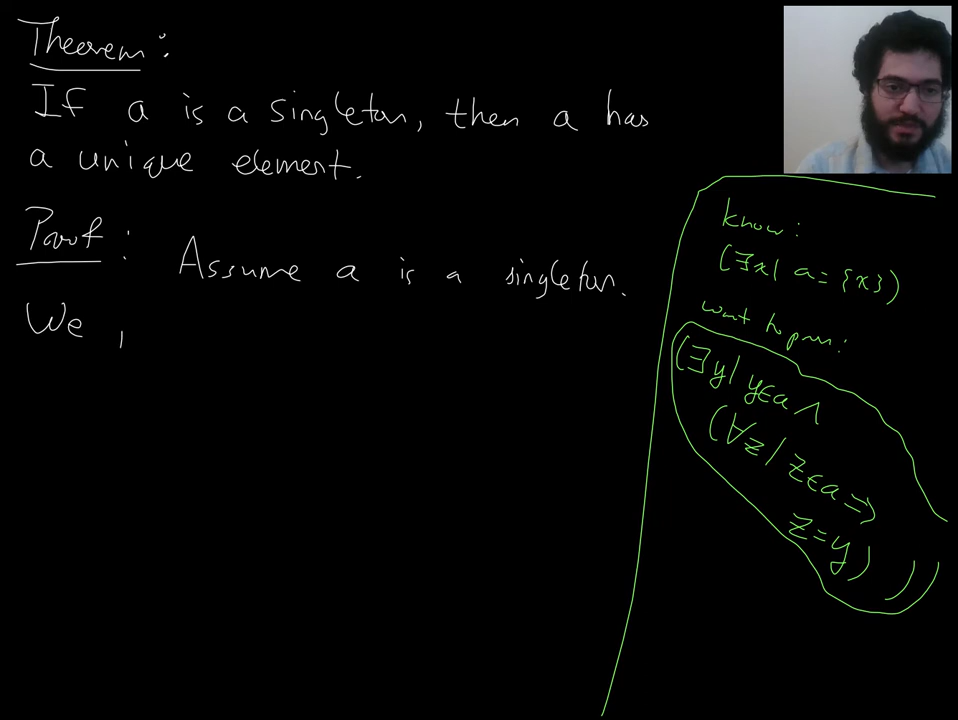 Theorem:
If a is a singleton, then a has
a unique element.
Proof: Assume a is a singleton.
We
know:
(∃x| a={x})
want to prove:
(∃y| y∈a ∧
(∀z| z∈a ⇒
z=y)))